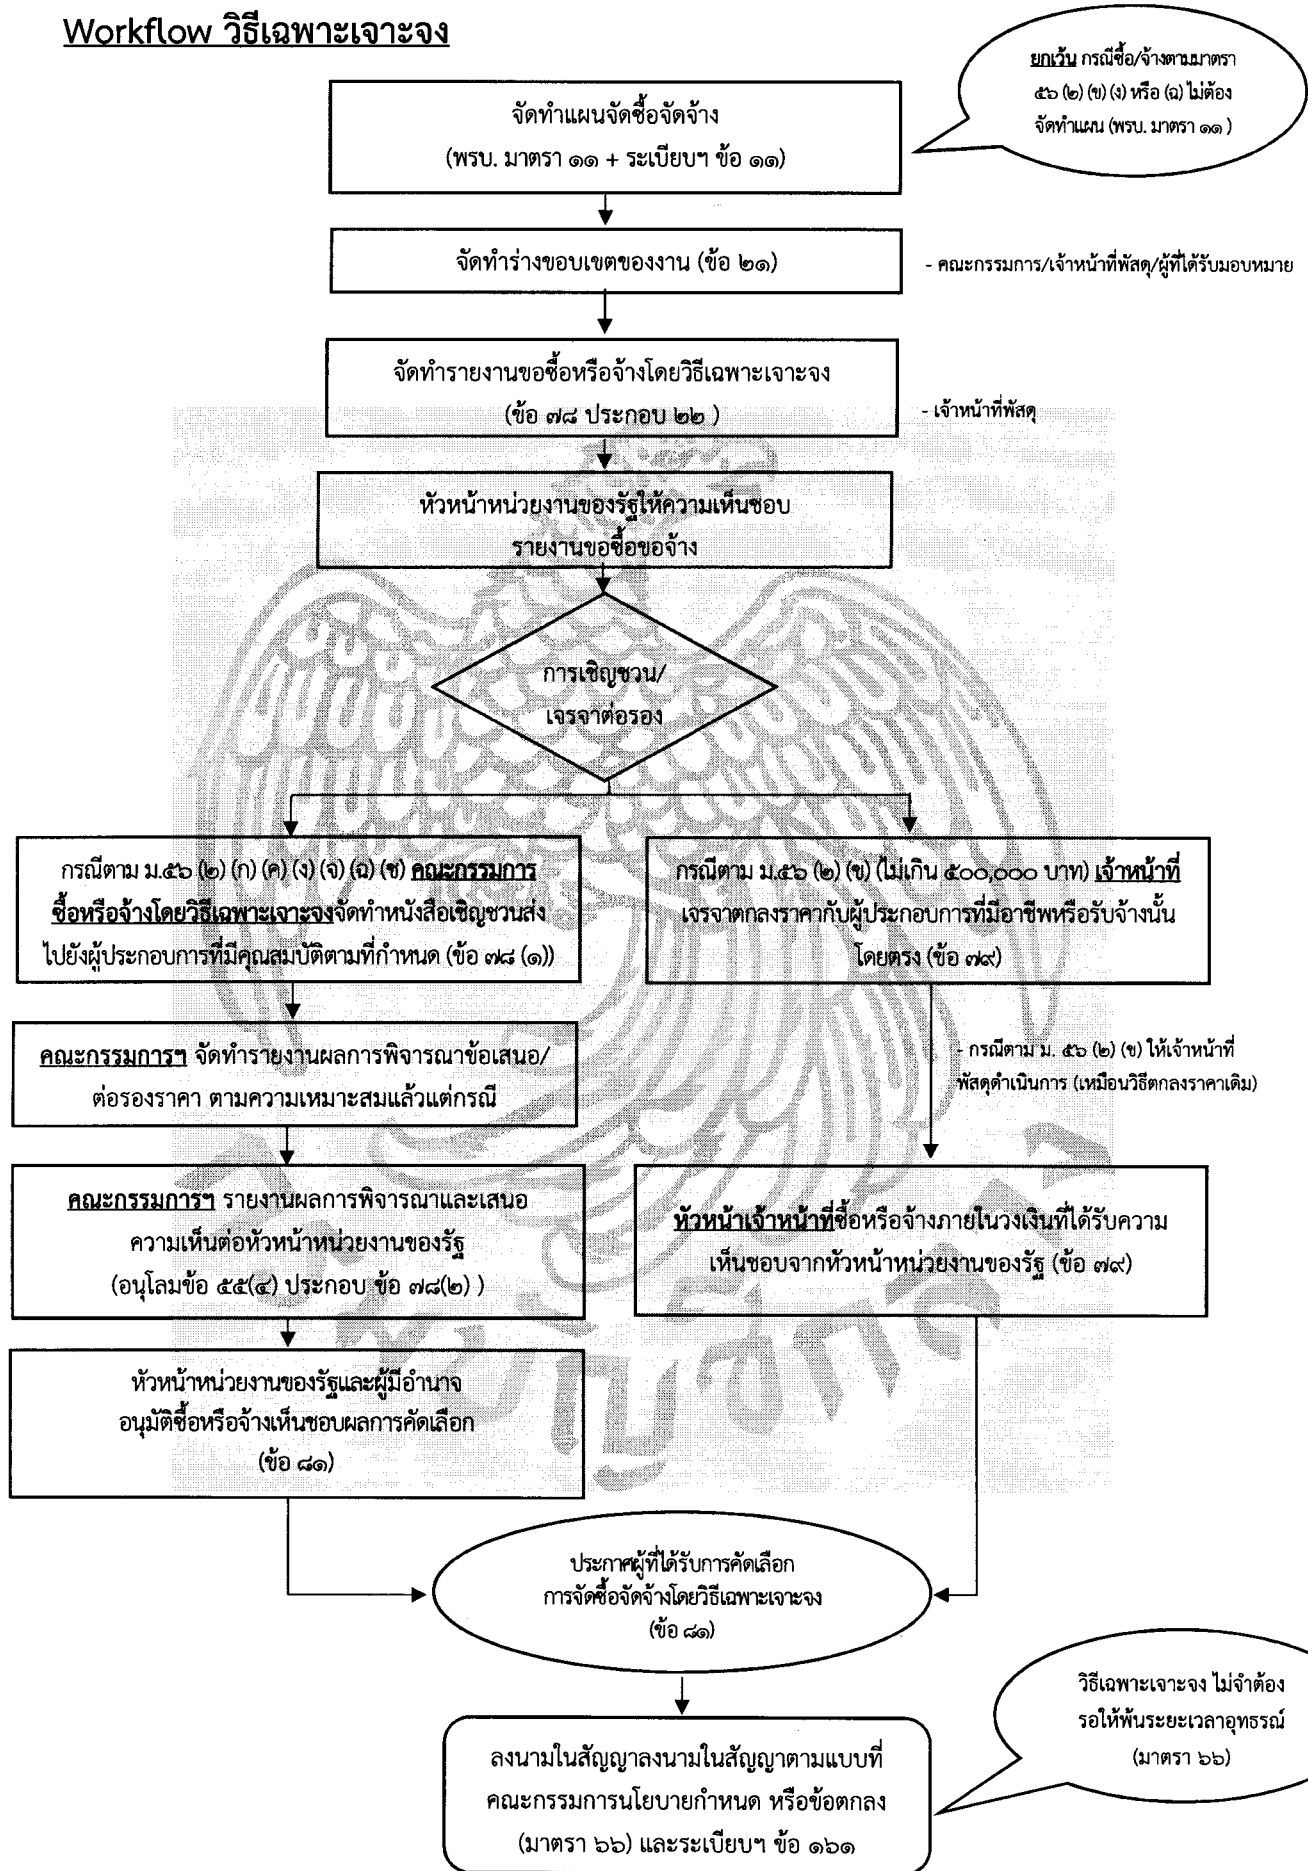 Workflow วิธีเฉพาะเจาะจง
ยกเว้น กรณีซื้อ/จ้างตามมาตรา
๕๖ (๒) (ข) (ง) หรือ (ฉ) ไม่ต้อง
จัดทำแผน (พรบ. มาตรา ๑๑ )
จัดทำแผนจัดซื้อจัดจ้าง
(พรบ. มาตรา ๑๑ + ระเบียบฯ ข้อ ๑๑)
จัดทำร่างขอบเขตของงาน (ข้อ ๒๑)
- คณะกรรมการ/เจ้าหน้าที่พัสดุ/ผู้ที่ได้รับมอบหมาย
จัดทำรายงานขอซื้อหรือจ้างโดยวิธีเฉพาะเจาะจง
(ข้อ ๗๘ ประกอบ ๒๒ )
- เจ้าหน้าที่พัสดุ
หัวหน้าหน่วยงานของรัฐให้ความเห็นชอบ
รายงานขอซื้อขอจ้าง
การเชิญชวน/
เจรจาต่อรอง
กรณีตาม ม.๕๖ (๒) (ก) (ค) (ง) (จ) (ฉ) (ช) คณะกรรมการ
ซื้อหรือจ้างโดยวิธีเฉพาะเจาะจงจัดทำหนังสือเชิญชวนส่ง
ไปยังผู้ประกอบการที่มีคุณสมบัติตามที่กำหนด (ข้อ ๗๘ (๑))
กรณีตาม ม.๕๖ (๒) (ข) (ไม่เกิน ๕๐๐,๐๐๐ บาท) เจ้าหน้าที่
เจรจาตกลงราคากับผู้ประกอบการที่มีอาชีพหรือรับจ้างนั้น
โดยตรง (ข้อ ๗๙)
คณะกรรมการฯ จัดทำรายงานผลการพิจารณาข้อเสนอ/
ต่อรองราคา ตามความเหมาะสมแล้วแต่กรณี
- กรณีตาม ม. ๕๖ (๒) (ข) ให้เจ้าหน้าที่
พัสดุดำเนินการ (เหมือนวิธีตกลงราคาเดิม)
คณะกรรมการฯ รายงานผลการพิจารณาและเสนอ
ความเห็นต่อหัวหน้าหน่วยงานของรัฐ
(อนุโลมข้อ ๕๕(๔) ประกอบ ข้อ ๗๘(๒) )
หัวหน้าเจ้าหน้าที่ซื้อหรือจ้างภายในวงเงินที่ได้รับความ
เห็นชอบจากหัวหน้าหน่วยงานของรัฐ (ข้อ ๗๙)
หัวหน้าหน่วยงานของรัฐและผู้มีอำนาจ
อนุมัติซื้อหรือจ้างเห็นชอบผลการคัดเลือก
(ข้อ ๘๑)
ประกาศผู้ที่ได้รับการคัดเลือก
การจัดซื้อจัดจ้างโดยวิธีเฉพาะเจาะจง
(ข้อ ๘๑)
วิธีเฉพาะเจาะจง ไม่จำต้อง
รอให้พ้นระยะเวลาอุทธรณ์
(มาตรา ๖๖)
ลงนามในสัญญาลงนามในสัญญาตามแบบที่
คณะกรรมการนโยบายกำหนด หรือข้อตกลง
(มาตรา ๖๖) และระเบียบฯ ข้อ ๑๖๑